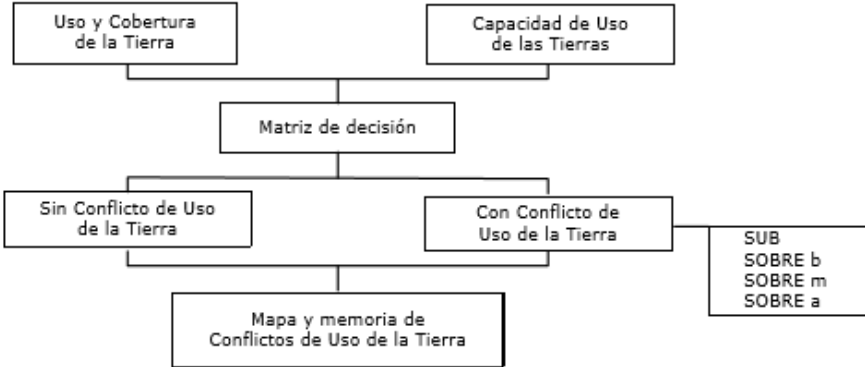 Uso y Cobertura
de la Tierra
Capacidad de Uso
de las Tierras
Matriz de decisión
Sin Conflicto de Uso
de la Tierra
Con Conflicto de
Uso de la Tierra
SUB
SOBRE b
SOBRE m
SOBRE a
Mapa y memoria de
Conflictos de Uso de la Tierra